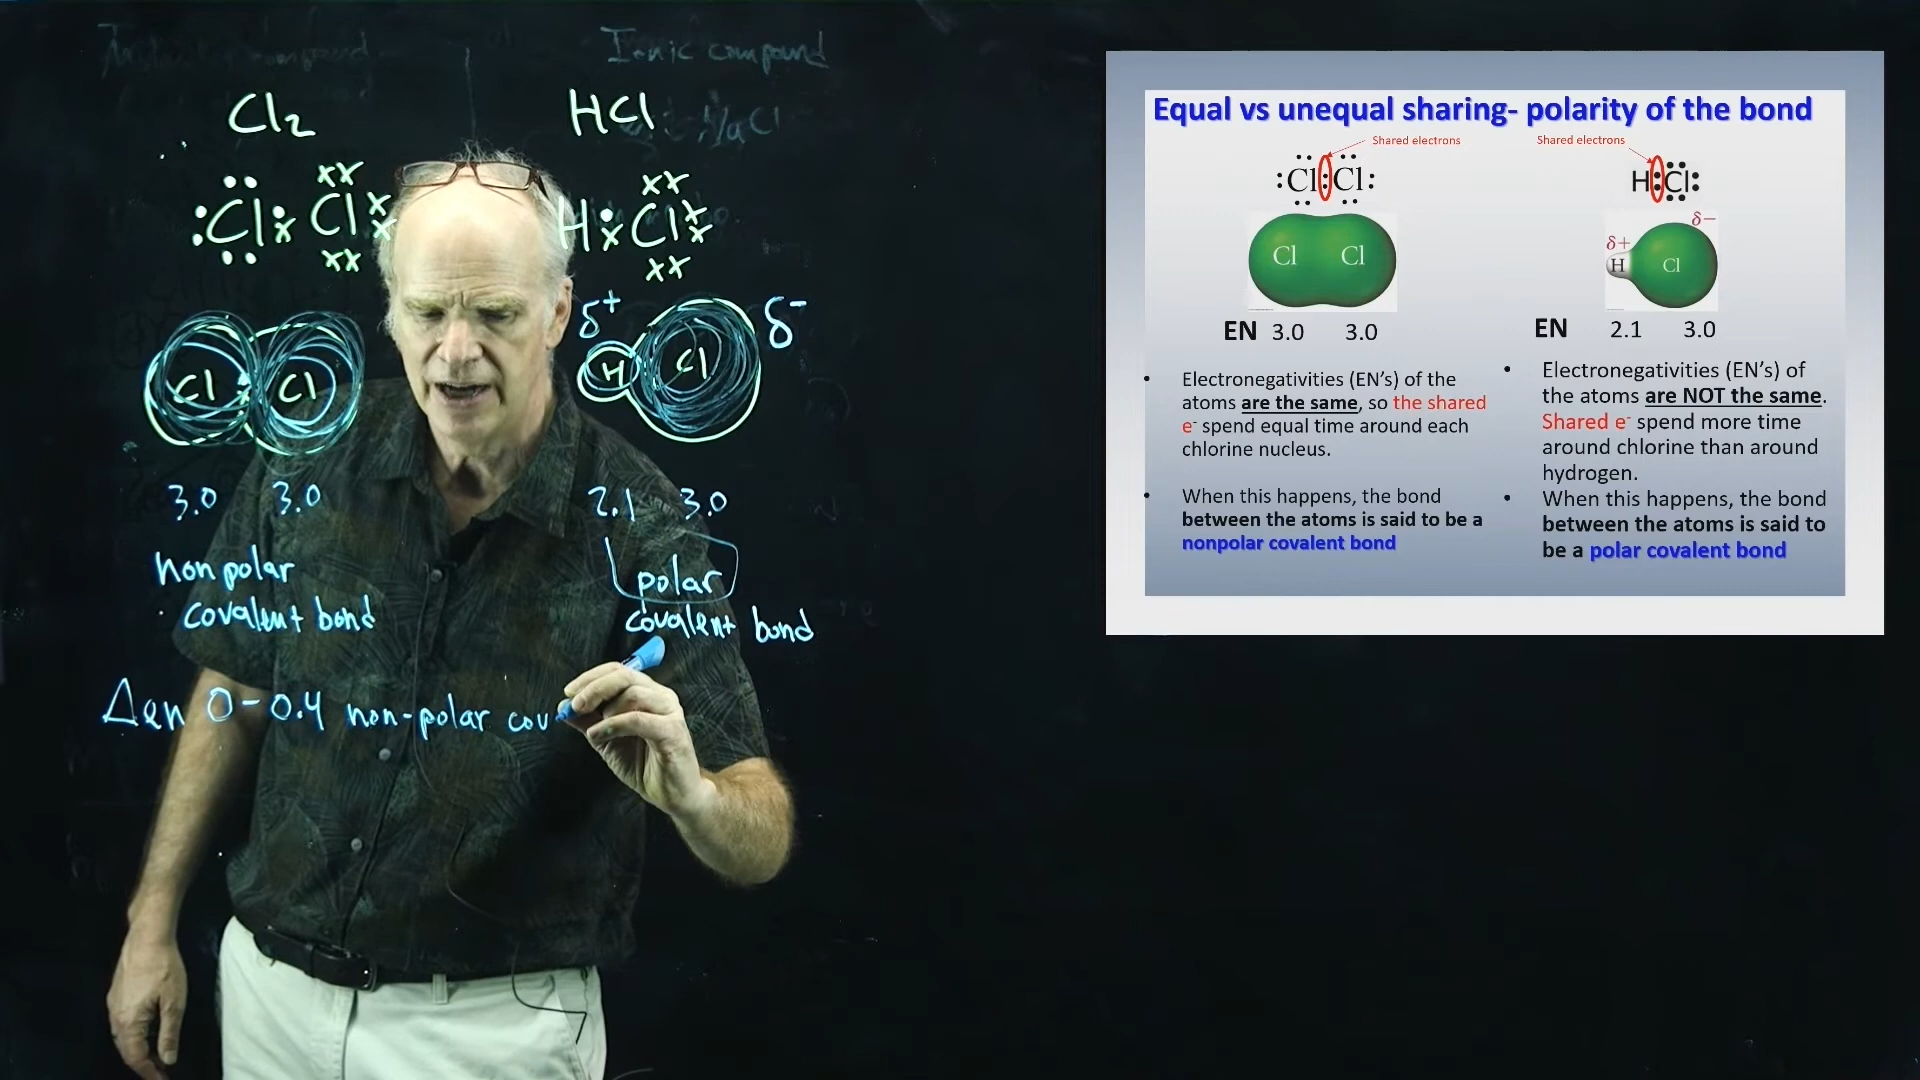 Ionic compound
Cl2
HCl
NaCl
:Cl Cl
H Cl
δ+
δ-
Cl Cl
H Cl
3.0 3.0
2.1 3.0
nonpolar
covalent bond
polar
covalent bond
Δen 0-0.4 non-polar cov
Equal vs unequal sharing- polarity of the bond
Shared electrons
:Cl:Cl:
Cl Cl
EN 3.0 3.0
• Electronegativities (EN's) of the
atoms are the same, so the shared
e- spend equal time around each
chlorine nucleus.
• When this happens, the bond
between the atoms is said to be a
nonpolar covalent bond
Shared electrons
H:Cl:
δ-
δ+
H Cl
EN 2.1 3.0
• Electronegativities (EN's) of
the atoms are NOT the same.
Shared e- spend more time
around chlorine than around
hydrogen.
• When this happens, the bond
between the atoms is said to
be a polar covalent bond